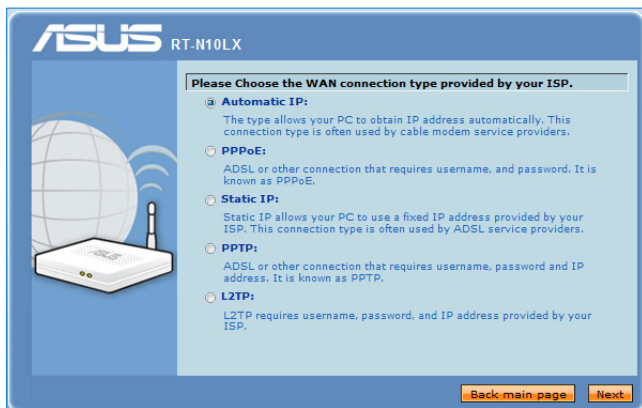 ASUS RT-N10LX
Please Choose the WAN connection type provided by your ISP.
Automatic IP:
The type allows your PC to obtain IP address automatically. This
connection type is often used by cable modem service providers.
PPPoE:
ADSL or other connection that requires username, and password. It is
known as PPPoE.
Static IP:
Static IP allows your PC to use a fixed IP address provided by your
ISP. This connection type is often used by ADSL service providers.
PPTP:
ADSL or other connection that requires username, password and IP
address. It is known as PPTP.
L2TP:
L2TP requires username, password, and IP address provided by your
ISP.
ASUS
Back main page Next